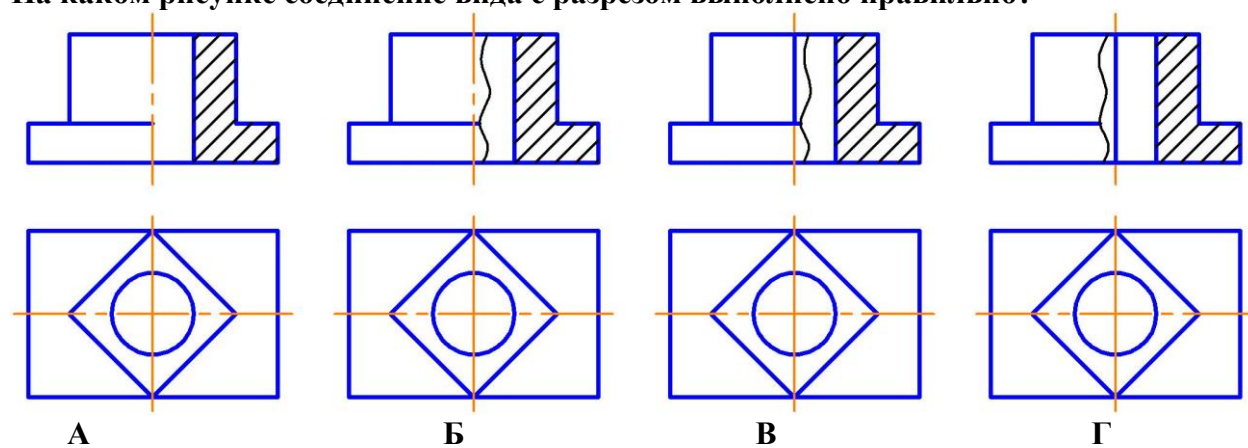 На каком рисунке соединение вида с разрезом выполнено правильно?
А Б В Г